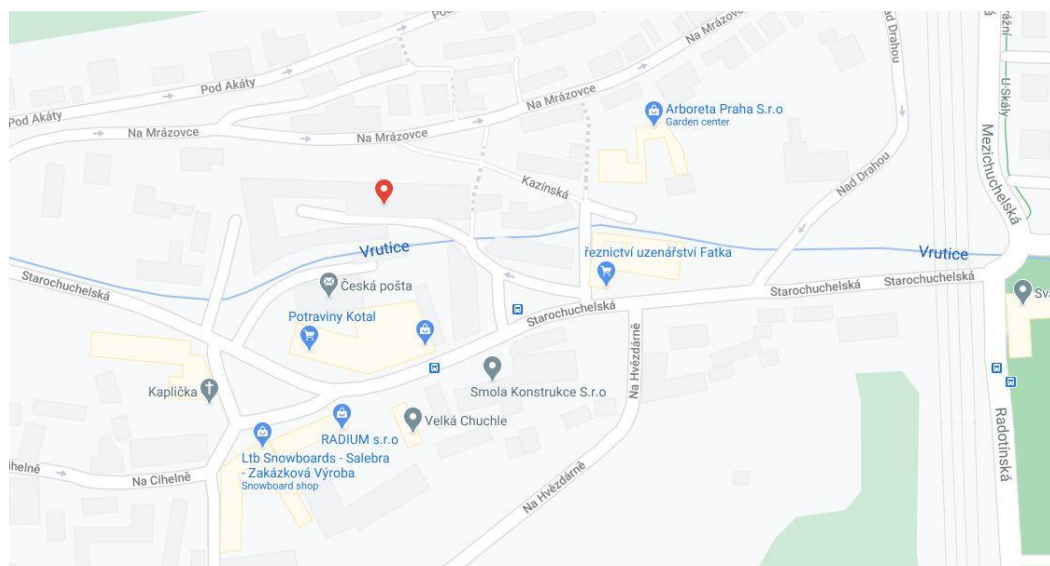 Pod
Na Mrázovce
Nad Drahou
U Skály
Pod Akáty
Pod Akáty
Na Mrázovce
Na Mrázovce
Na Mrázovce
Arboreta Praha S.r.o
Garden center
Mezichuchelská
Kazínská
Nad Drahou
Vrutice
řeznictví uzenářství Fatka
Vrutice
Starochuchelská
Česká pošta
Starochuchelská
Starochuchelská
Potraviny Kotal
Starochuchelská
Na Hvězdárně
Kaplička
Smola Konstrukce S.r.o
Velká Chuchle
RADIUM s.r.o
Radotínská
Ltb Snowboards - Salebra
- Zakázková Výroba
Snowboard shop
Na Cihelně
Na Hvězdárně